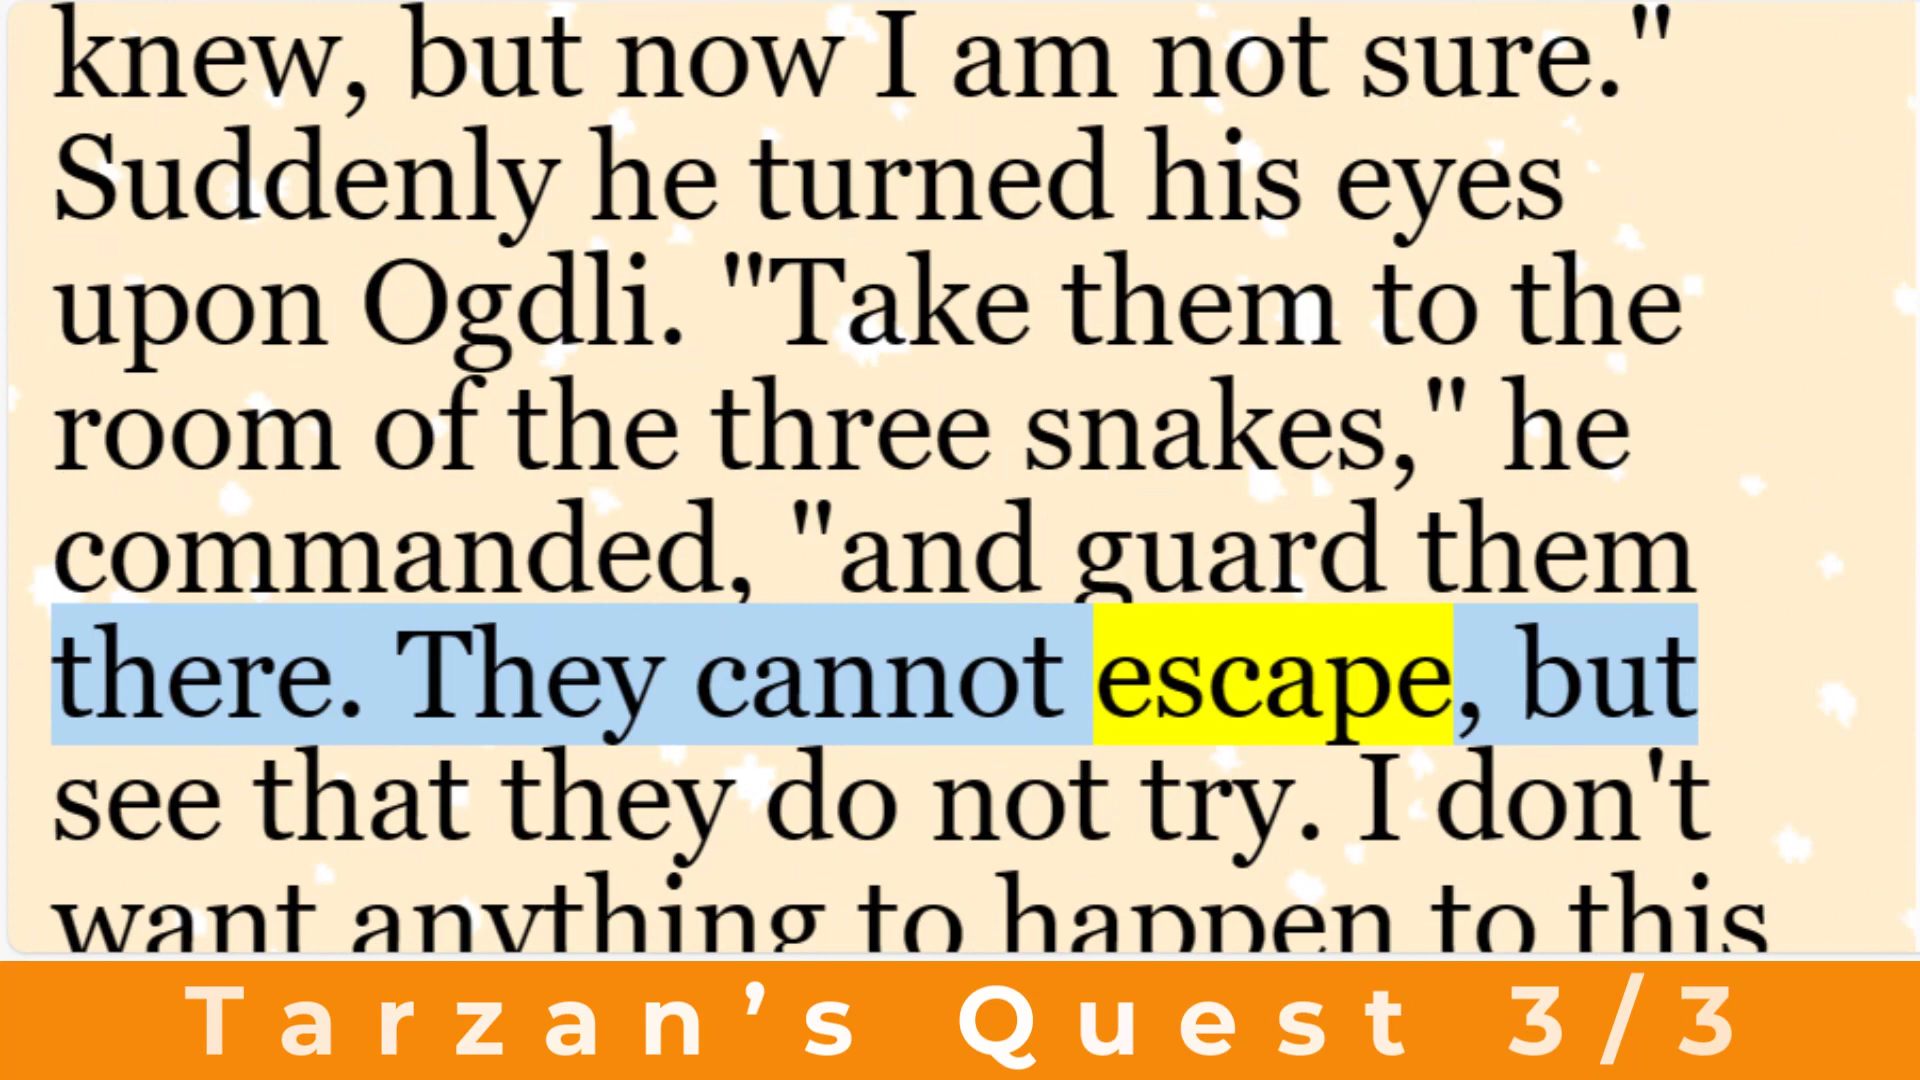 knew, but now I am not sure."
Suddenly he turned his eyes
upon Ogdli. "Take them to the
room of the three snakes," he
commanded, "and guard them
there. They cannot escape, but
see that they do not try. I don't
want anything to happen to this
Tarzan’s Quest 3/3